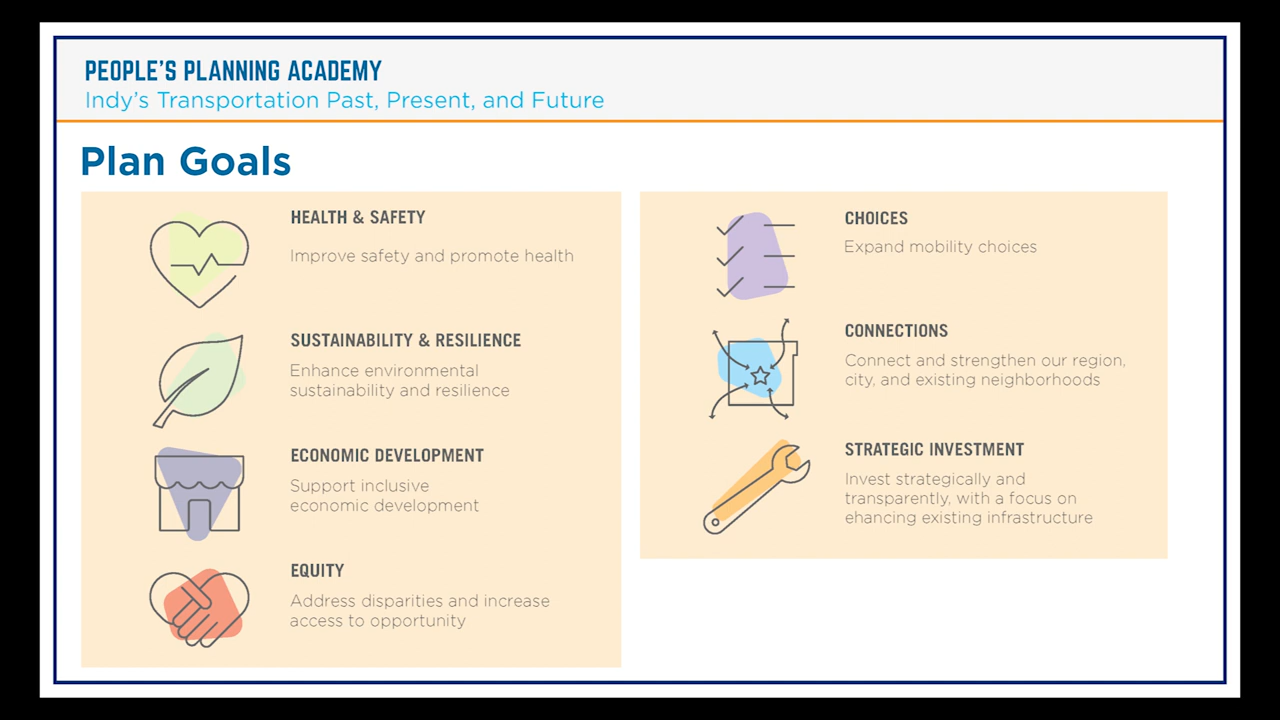 PEOPLE'S PLANNING ACADEMY
Indy's Transportation Past, Present, and Future
Plan Goals
HEALTH & SAFETY
Improve safety and promote health
SUSTAINABILITY & RESILIENCE
Enhance environmental
sustainability and resilience
ECONOMIC DEVELOPMENT
Support inclusive
economic development
EQUITY
Address disparities and increase
access to opportunity
CHOICES
Expand mobility choices
CONNECTIONS
Connect and strengthen our region,
city, and existing neighborhoods
STRATEGIC INVESTMENT
Invest strategically and
transparently, with a focus on
ehancing existing infrastructure